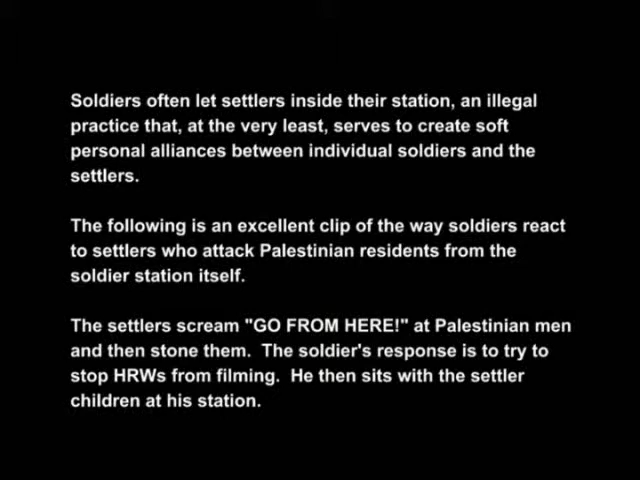 Soldiers often let settlers inside their station, an illegal
practice that, at the very least, serves to create soft
personal alliances between individual soldiers and the
settlers.
The following is an excellent clip of the way soldiers react
to settlers who attack Palestinian residents from the
soldier station itself.
The settlers scream "GO FROM HERE!" at Palestinian men
and then stone them.  The soldier's response is to try to
stop HRWs from filming.  He then sits with the settler
children at his station.